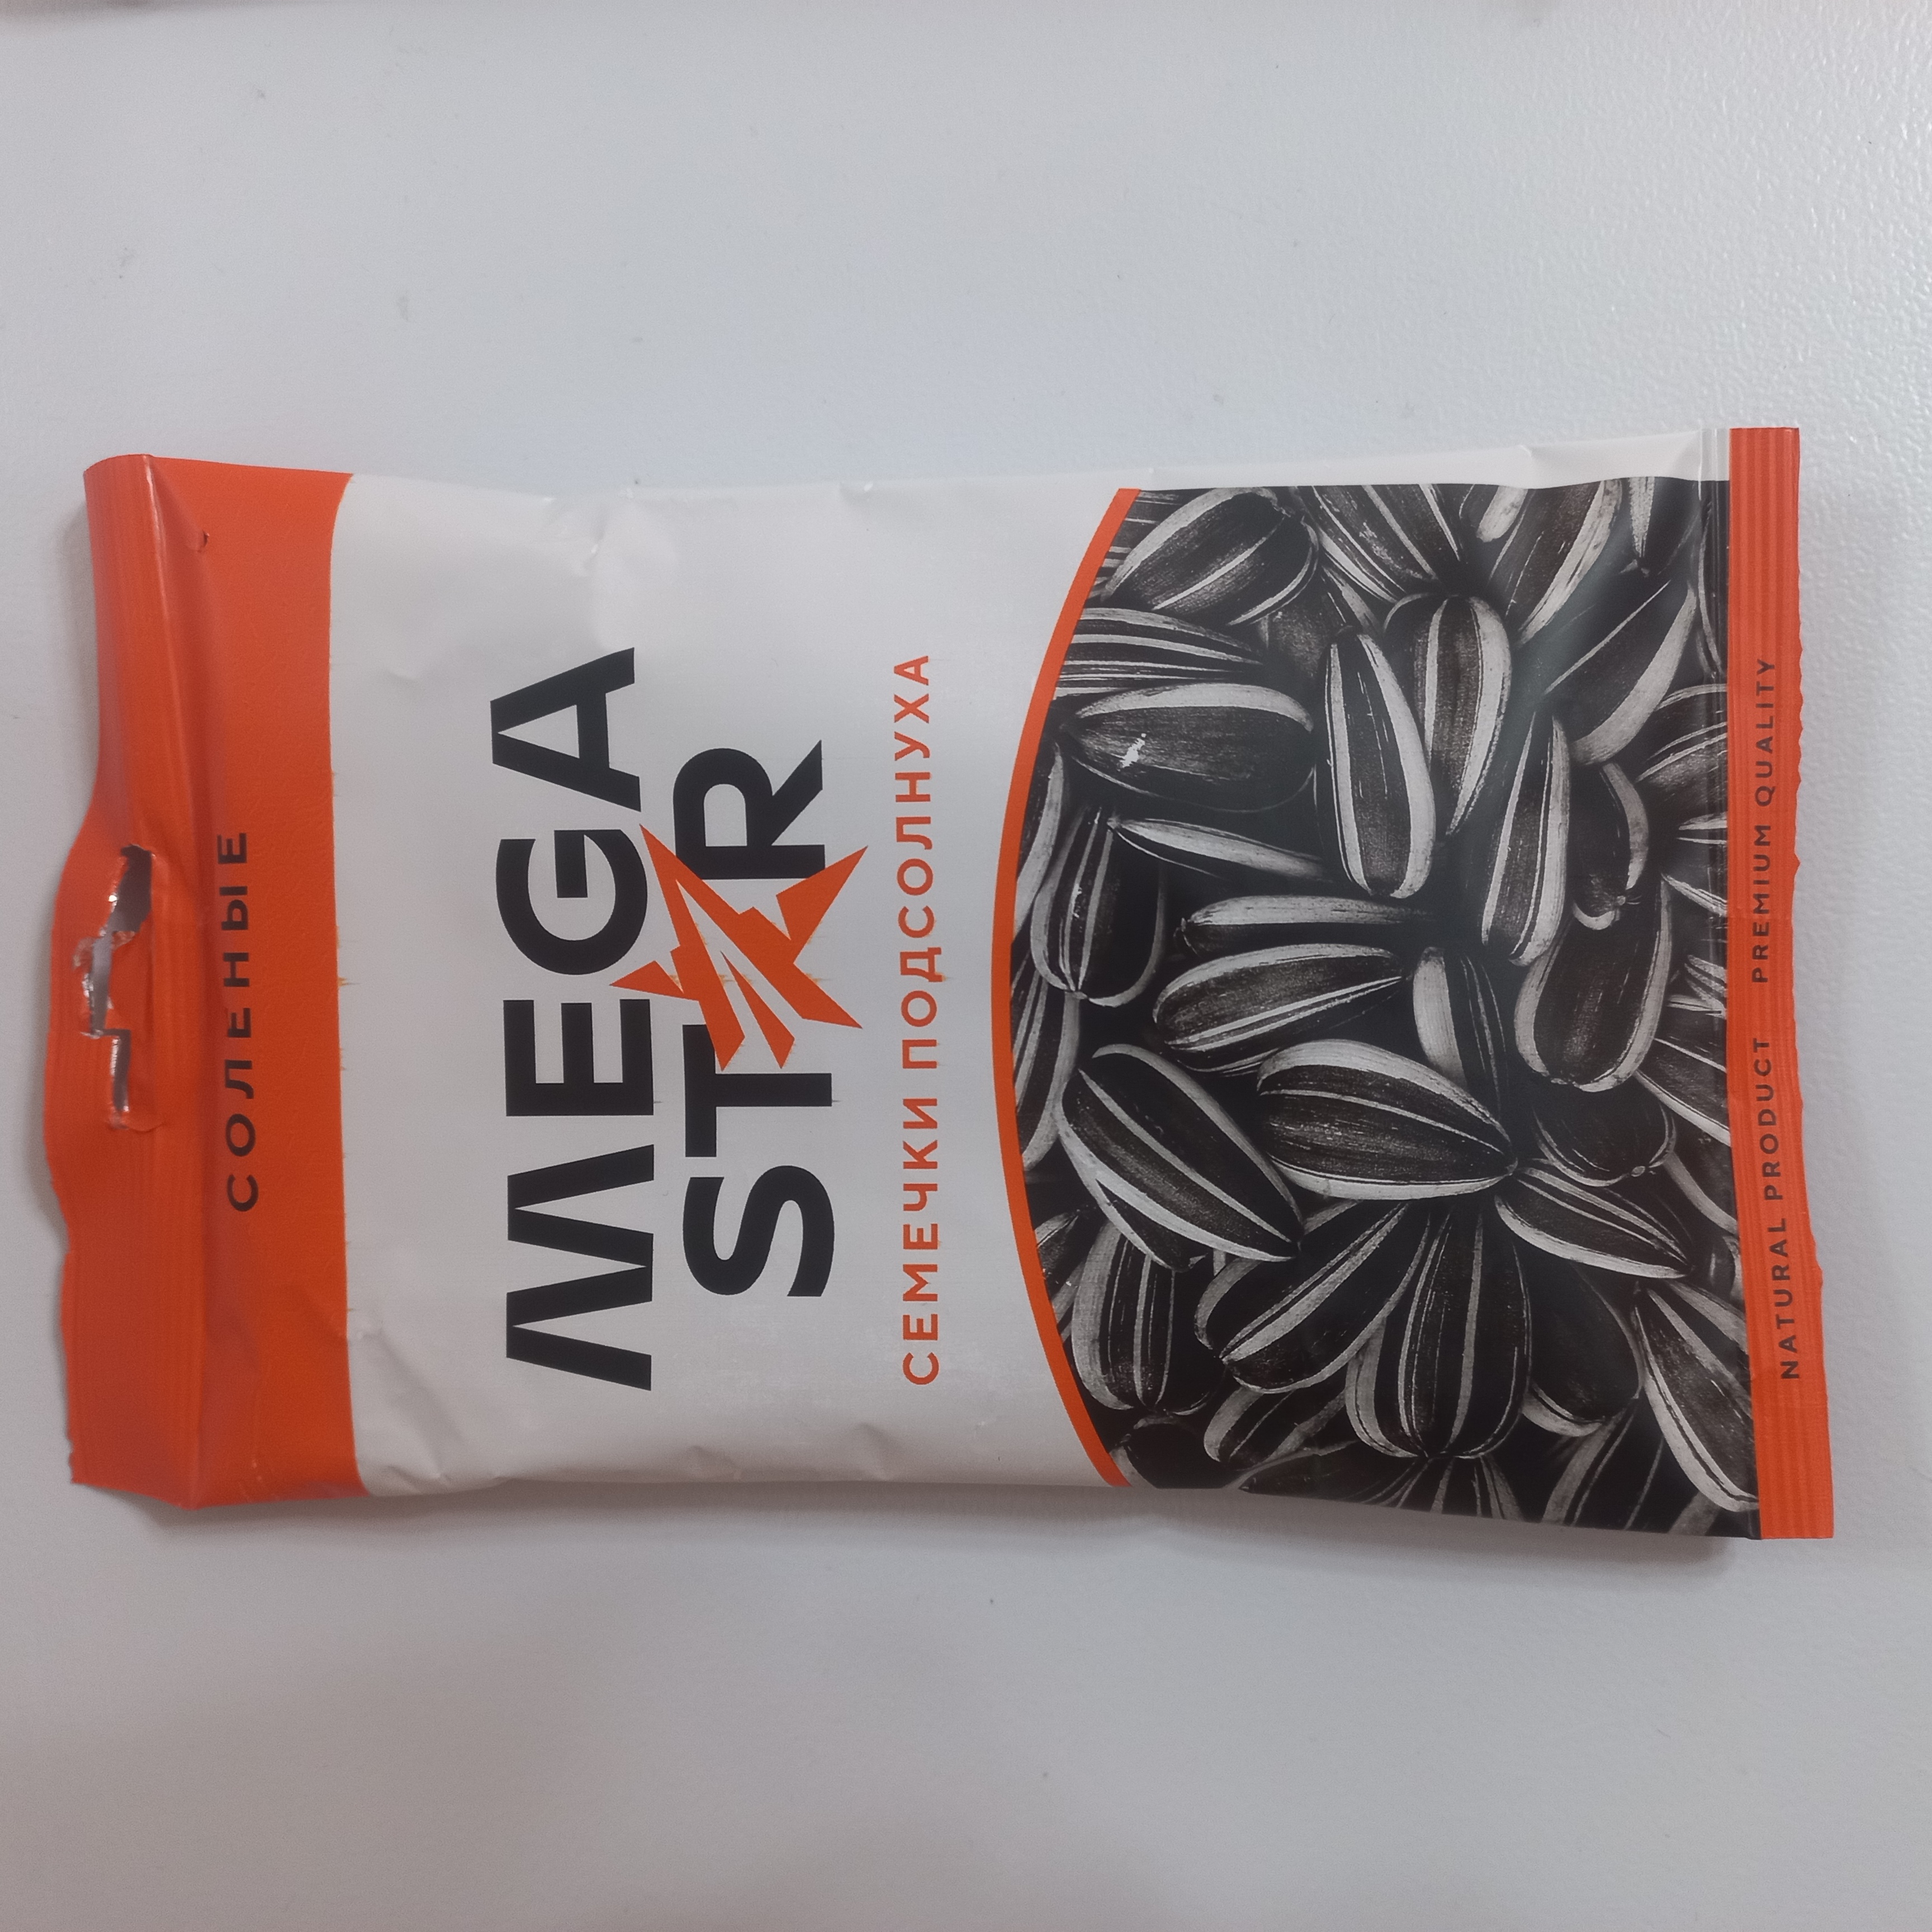 СОЛЕНЫЕ
MEGA
STAR
СЕМЕЧКИ ПОДСОЛНУХА
NATURAL PRODUCT PREMIUM QUALITY